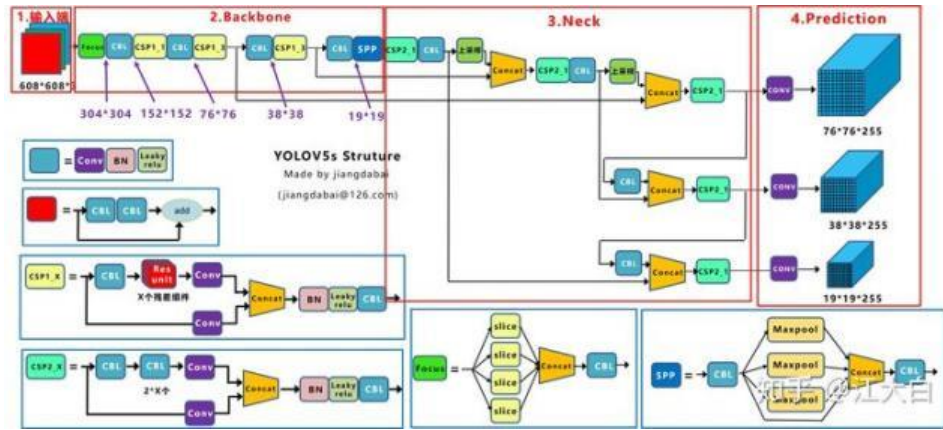 1.输入端
2.Backbone
3.Neck
4.Prediction
Focus CBL CSP1_1 CBL CSP1_3 CBL CSP1_3 CBL SPP CSP2_1 CBL 上采样 Concat CSP2_1 CBL 上采样 Concat CSP2_1 CONV
608*608*
304*304 152*152 76*76 38*38 19*19
76*76*255
= Conv BN Leaky relu
YOLOV5s Struture
Made by jiangdabai
(jiangdabai@126.com)
CBL Concat CSP2_1 CONV
38*38*255
= CBL CBL add
CBL Concat CSP2_1 CONV
19*19*255
CSP1_X = CBL Res unit Conv
X个残差组件
Concat BN Leaky relu CBL
Conv
CSP2_X = CBL CBL Conv
2*X个
Concat BN Leaky relu CBL
Conv
Focus =
slice
slice
slice
slice
Concat CBL
SPP = CBL
Maxpool
Maxpool
Maxpool
Concat CBL
知乎 @江大白